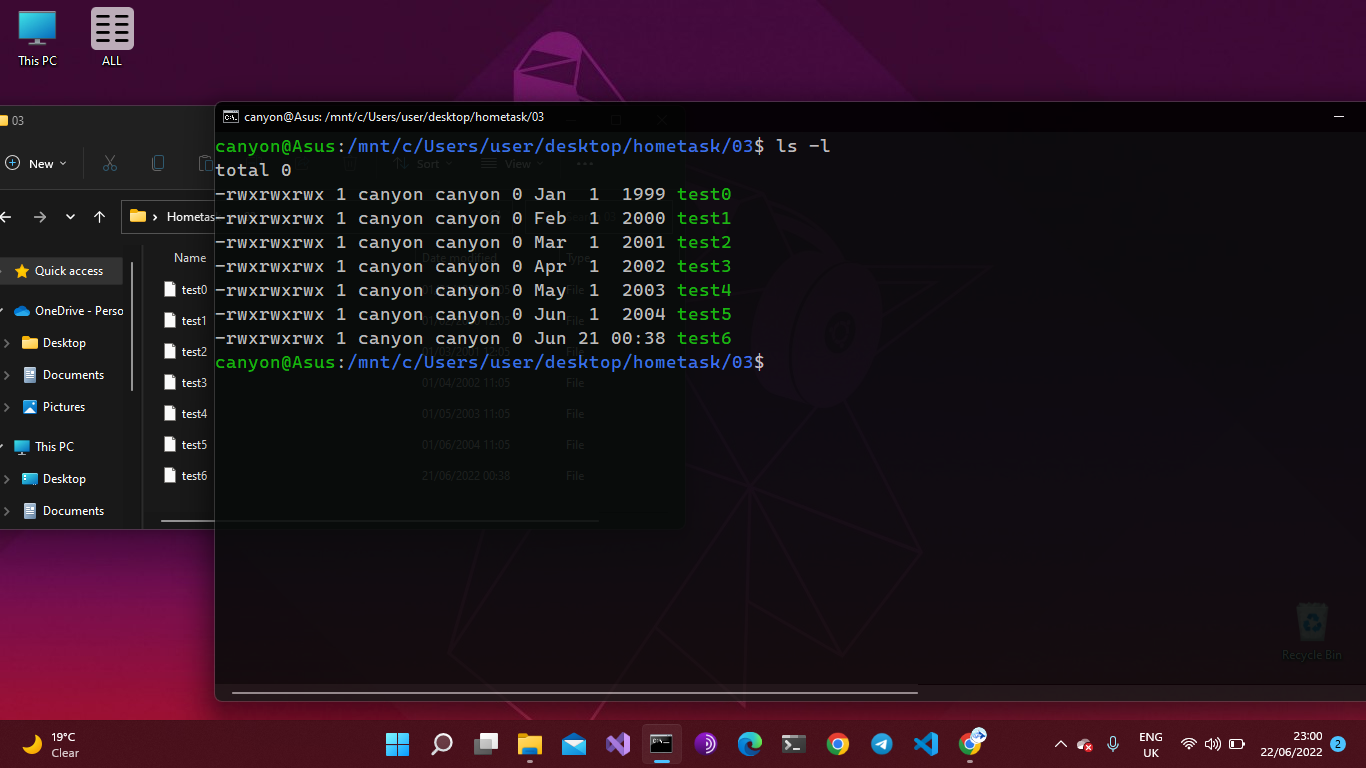 This PC
ALL
03
New
Sort
View
Hometas
Name
Date modified
Type
Quick access
OneDrive - Perso
Desktop
Documents
Pictures
This PC
Desktop
Documents
test0
test1
test2
test3
test4
test5
test6
01/04/2002 11:05
File
01/05/2003 11:05
File
01/06/2004 11:05
File
21/06/2022 00:38
File
canyon@Asus: /mnt/c/Users/user/desktop/hometask/03
canyon@Asus:/mnt/c/Users/user/desktop/hometask/03$ ls -l
total 0
-rwxrwxrwx 1 canyon canyon 0 Jan  1  1999 test0
-rwxrwxrwx 1 canyon canyon 0 Feb  1  2000 test1
-rwxrwxrwx 1 canyon canyon 0 Mar  1  2001 test2
-rwxrwxrwx 1 canyon canyon 0 Apr  1  2002 test3
-rwxrwxrwx 1 canyon canyon 0 May  1  2003 test4
-rwxrwxrwx 1 canyon canyon 0 Jun  1  2004 test5
-rwxrwxrwx 1 canyon canyon 0 Jun 21 00:38 test6
canyon@Asus:/mnt/c/Users/user/desktop/hometask/03$
Recycle Bin
19°C
Clear
ENG
UK
23:00
22/06/2022
2